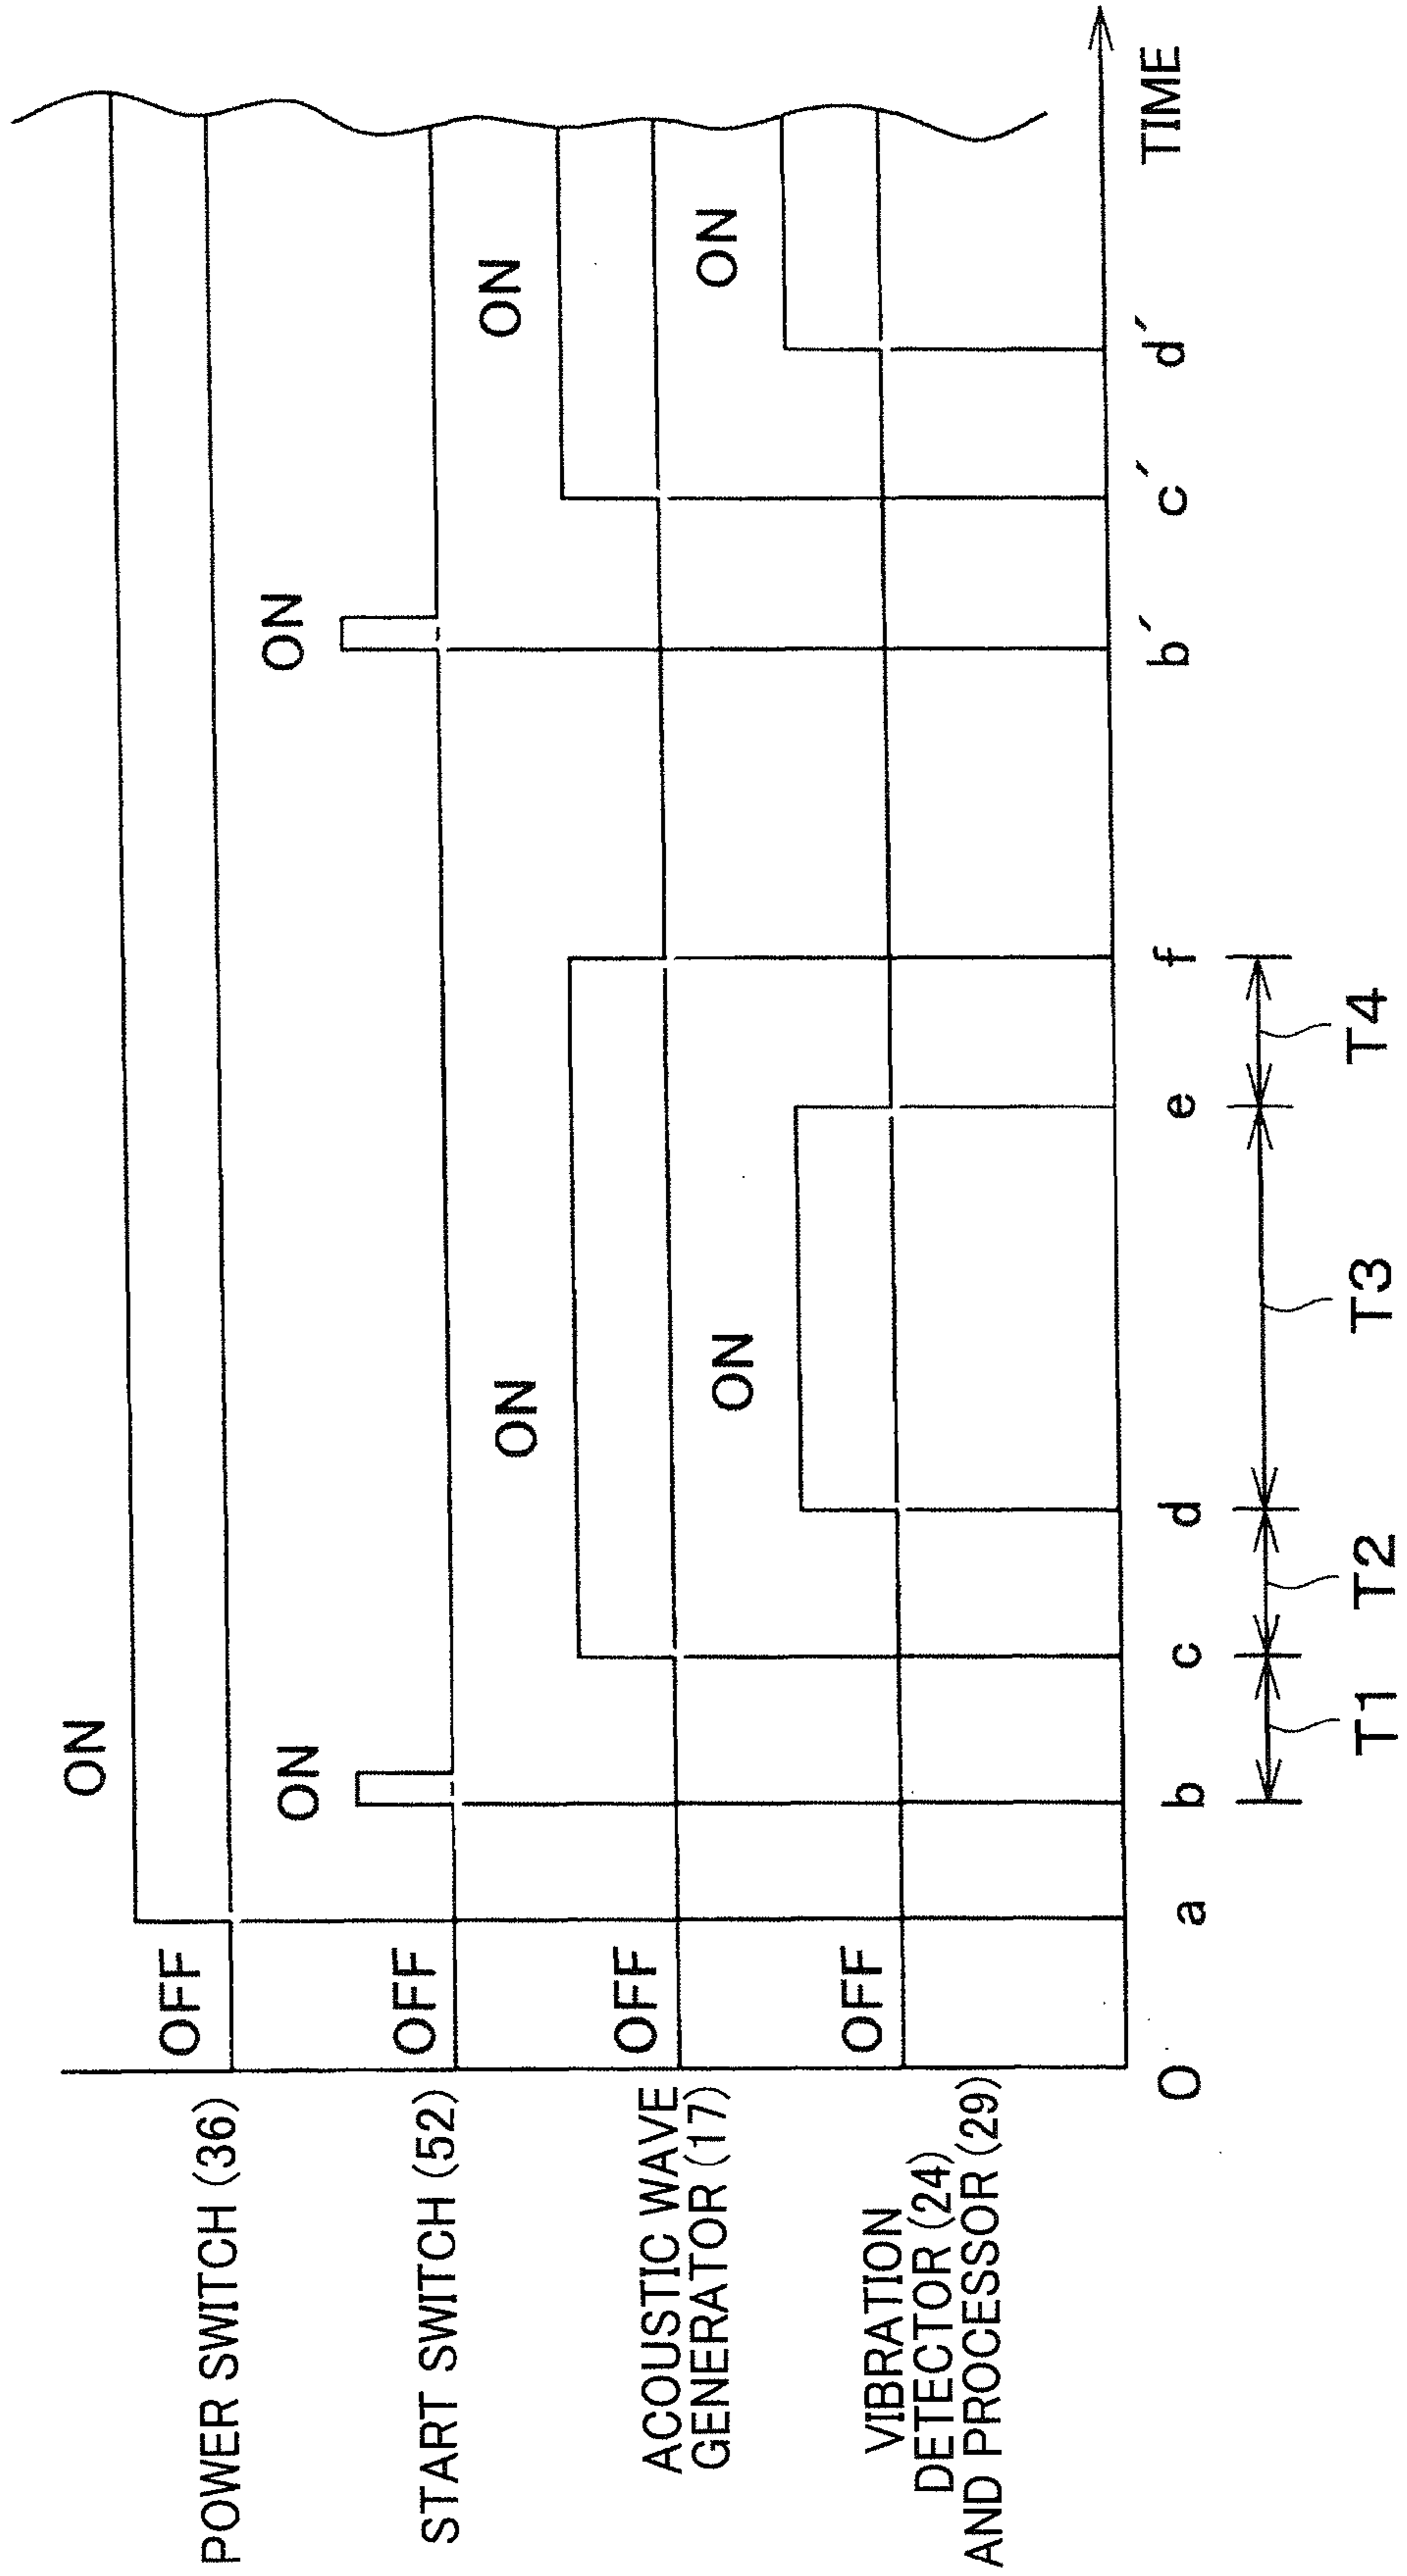 ON
OFF
POWER SWITCH (36)
ON
ON
OFF
START SWITCH (52)
ON
ON
OFF
ACOUSTIC WAVE
GENERATOR (17)
ON
ON
OFF
VIBRATION
DETECTOR (24)
AND PROCESSOR (29)
O
a
b
c
d
e
f
b´
c´
d´
TIME
T1
T2
T3
T4